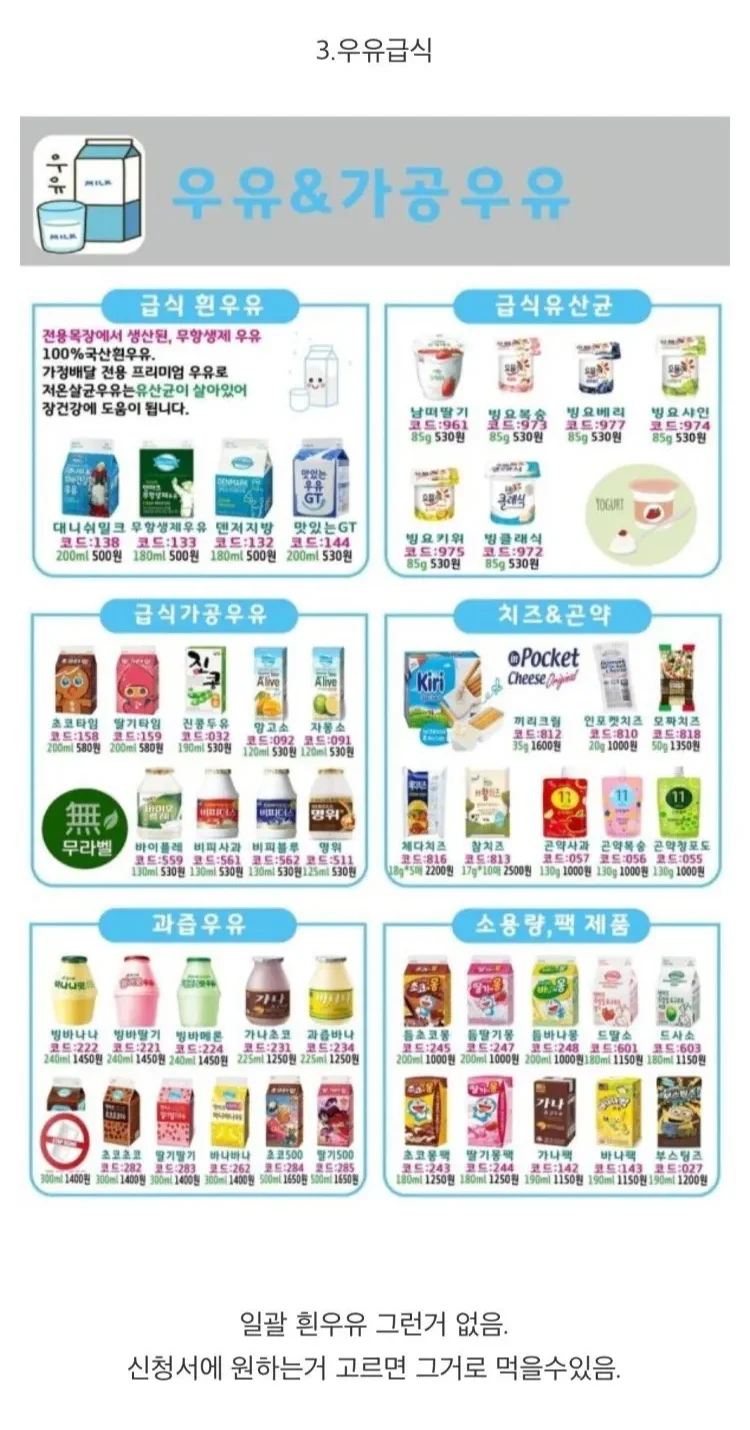 3.우유급식
우
유
MILK
MILK
우유&가공우유
급식 흰우유
전용목장에서 생산된, 무항생제 우유
100%국산흰우유.
가정배달 전용 프리미엄 우유로
저온살균우유는유산균이 살아있어
장건강에 도움이 됩니다.
대니쉬밀크 무항생제우유 덴저지방 맛있는GT
코드:138 코드:133 코드:132 코드:144
200ml 500원 180ml 500원 180ml 500원 200ml 530원
급식유산균
남떠딸기 빙요복숭 빙요베리 빙요샤인
코드:961 코드:973 코드:977 코드:974
85g 530원 85g 530원 85g 530원 85g 530원
빙요키위 빙클래식
코드:975 코드:972
85g 530원 85g 530원
YOGURT
급식가공우유
초코타임 딸기타임 진콩두유 망고소 자몽소
코드:158 코드:159 코드:032 코드:092 코드:091
200ml 580원 200ml 580원 190ml 530원 120ml 530원 120ml 530원
無
무라벨
바이플레 비피사과 비피블루 명위
코드:559 코드:561 코드:562 코드:511
130ml 530원 130ml 530원 130ml 530원 125ml 530원
치즈&곤약
Kiri
inPocket
Cheese Original
끼리크림 인포켓치즈 모짜치즈
코드:812 코드:810 코드:818
35g 1600원 20g 1000원 50g 1350원
체다치즈 참치즈 곤약사과 곤약복숭 곤약청포도
코드:816 코드:813 코드:057 코드:056 코드:055
18g*5매 2200원 17g*10매 2500원 130g 1000원 130g 1000원 130g 1000원
과즙우유
빙바나나 빙바딸기 빙바메론 가나초코 과즙바나
코드:222 코드:221 코드:224 코드:231 코드:234
240ml 1450원 240ml 1450원 240ml 1450원 225ml 1250원 225ml 1250원
초코초코 딸기딸기 바나바나 초코500 딸기500
코드:282 코드:283 코드:262 코드:284 코드:285
300ml 1400원 300ml 1400원 300ml 1400원 300ml 1400원 500ml 1650원 500ml 1650원
소용량,팩 제품
듬초코몽 듬딸기몽 듬바나몽 드딸소 드사소
코드:245 코드:247 코드:248 코드:601 코드:603
200ml 1000원 200ml 1000원 200ml 1000원 180ml 1150원 180ml 1150원
초코몽팩 딸기몽팩 가나팩 바나팩 부스팅즈
코드:243 코드:244 코드:142 코드:143 코드:027
180ml 1250원 180ml 1250원 190ml 1150원 190ml 1150원 190ml 1200원
일괄 흰우유 그런거 없음.
신청서에 원하는거 고르면 그거로 먹을수있음.